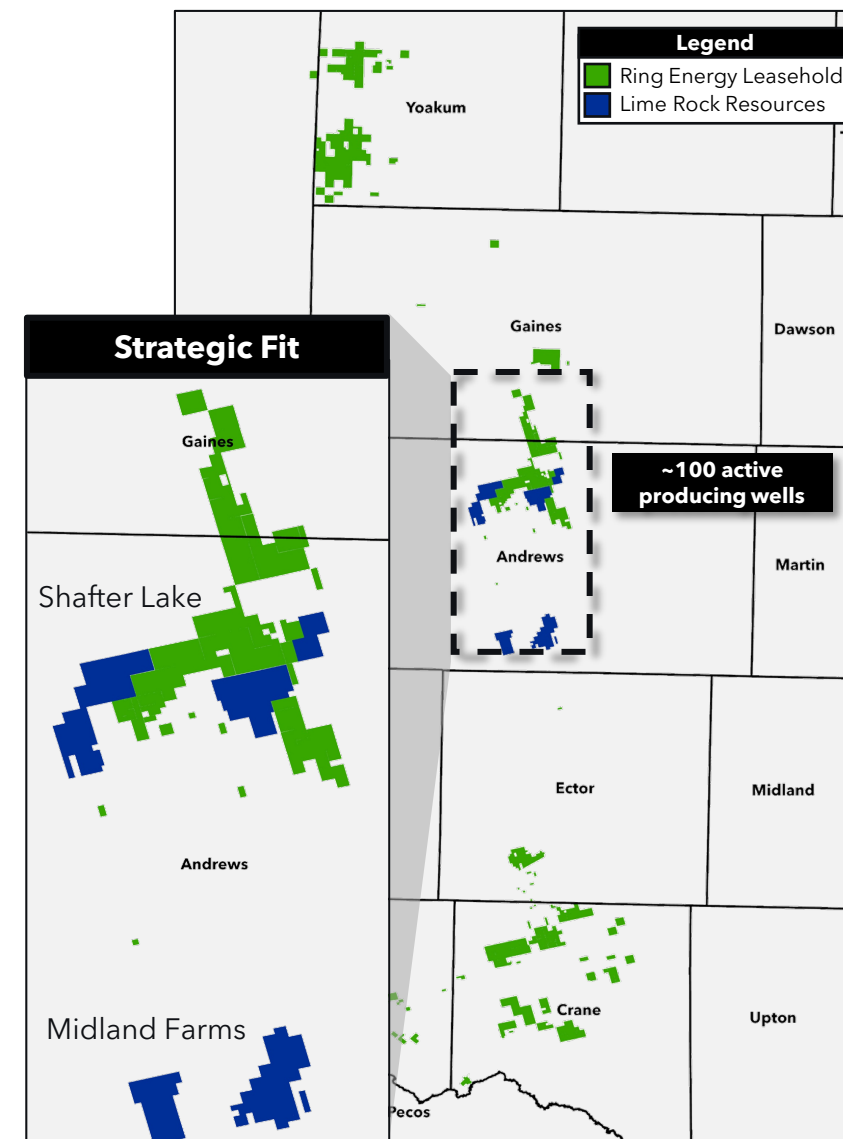 Legend
Ring Energy Leasehold
Lime Rock Resources
Yoakum
Gaines
Dawson
Strategic Fit
Gaines
~100 active
producing wells
Andrews
Martin
Shafter Lake
Ector
Midland
Andrews
Midland Farms
Crane
Upton
Pecos